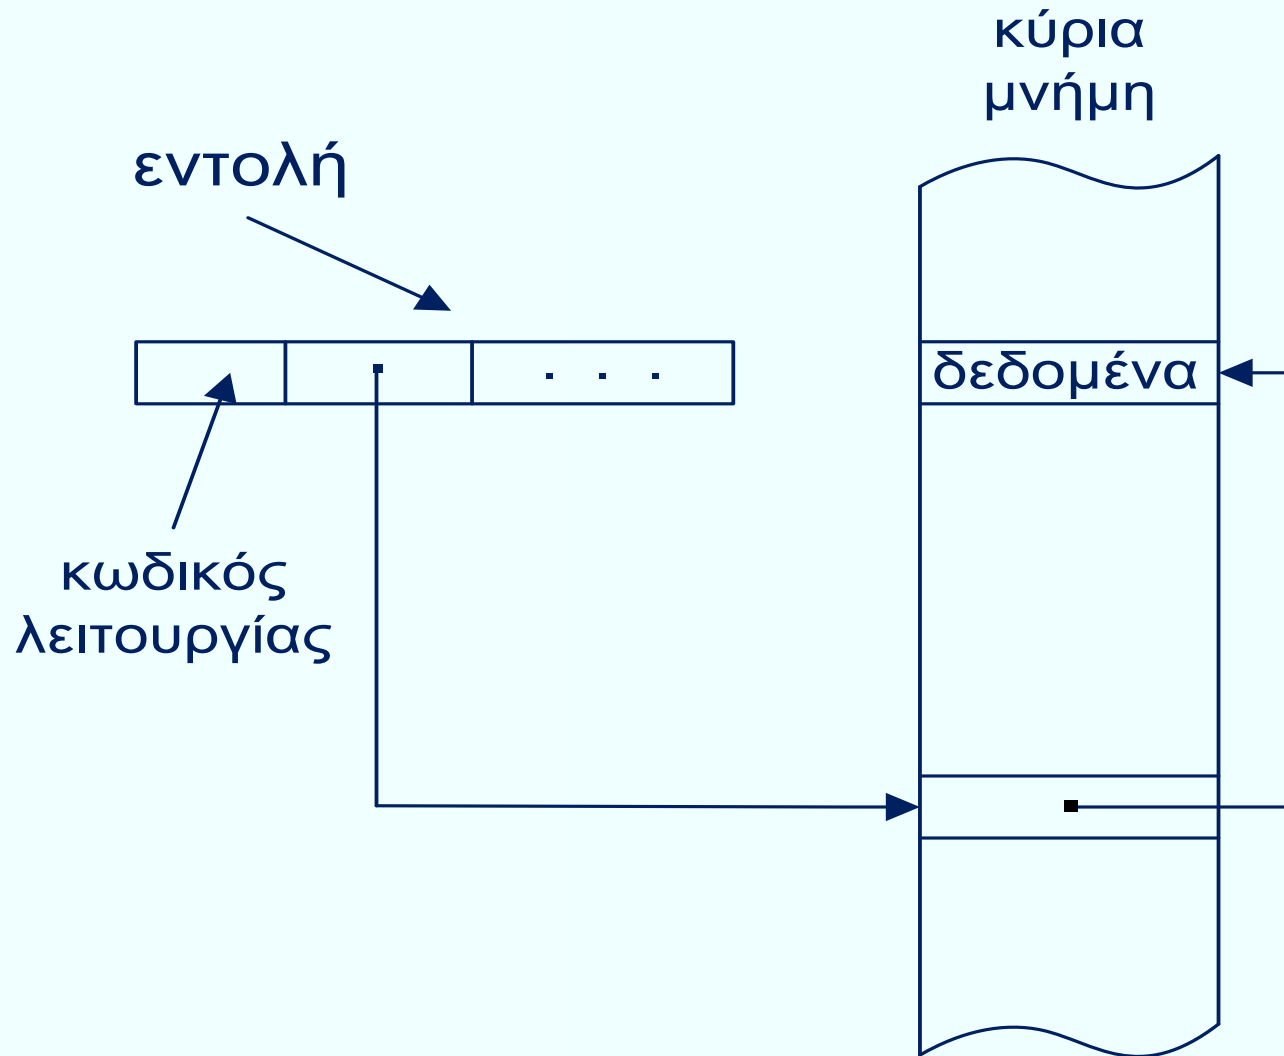 κύρια
μνήμη
εντολή
δεδομένα
. . .
κωδικός
λειτουργίας